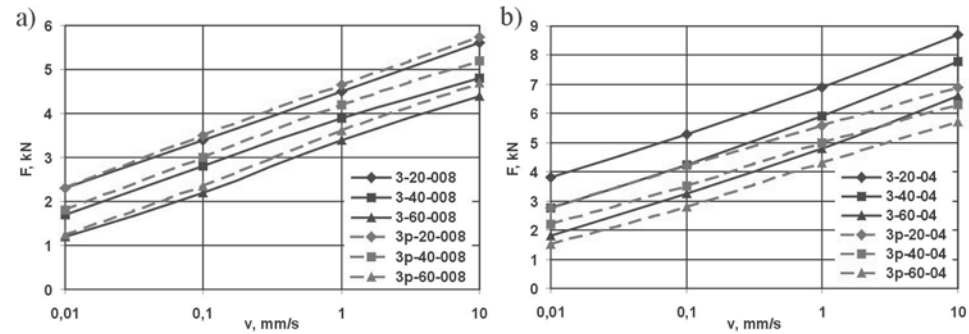 a)
6
5
4
3
2
1
0
F, kN
0,01
0,1
1
10
v, mm/s
3-20-008
3-40-008
3-60-008
3p-20-008
3p-40-008
3p-60-008
b)
9
8
7
6
5
4
3
2
1
0
F, kN
0,01
0,1
1
10
v, mm/s
3-20-04
3-40-04
3-60-04
3p-20-04
3p-40-04
3p-60-04